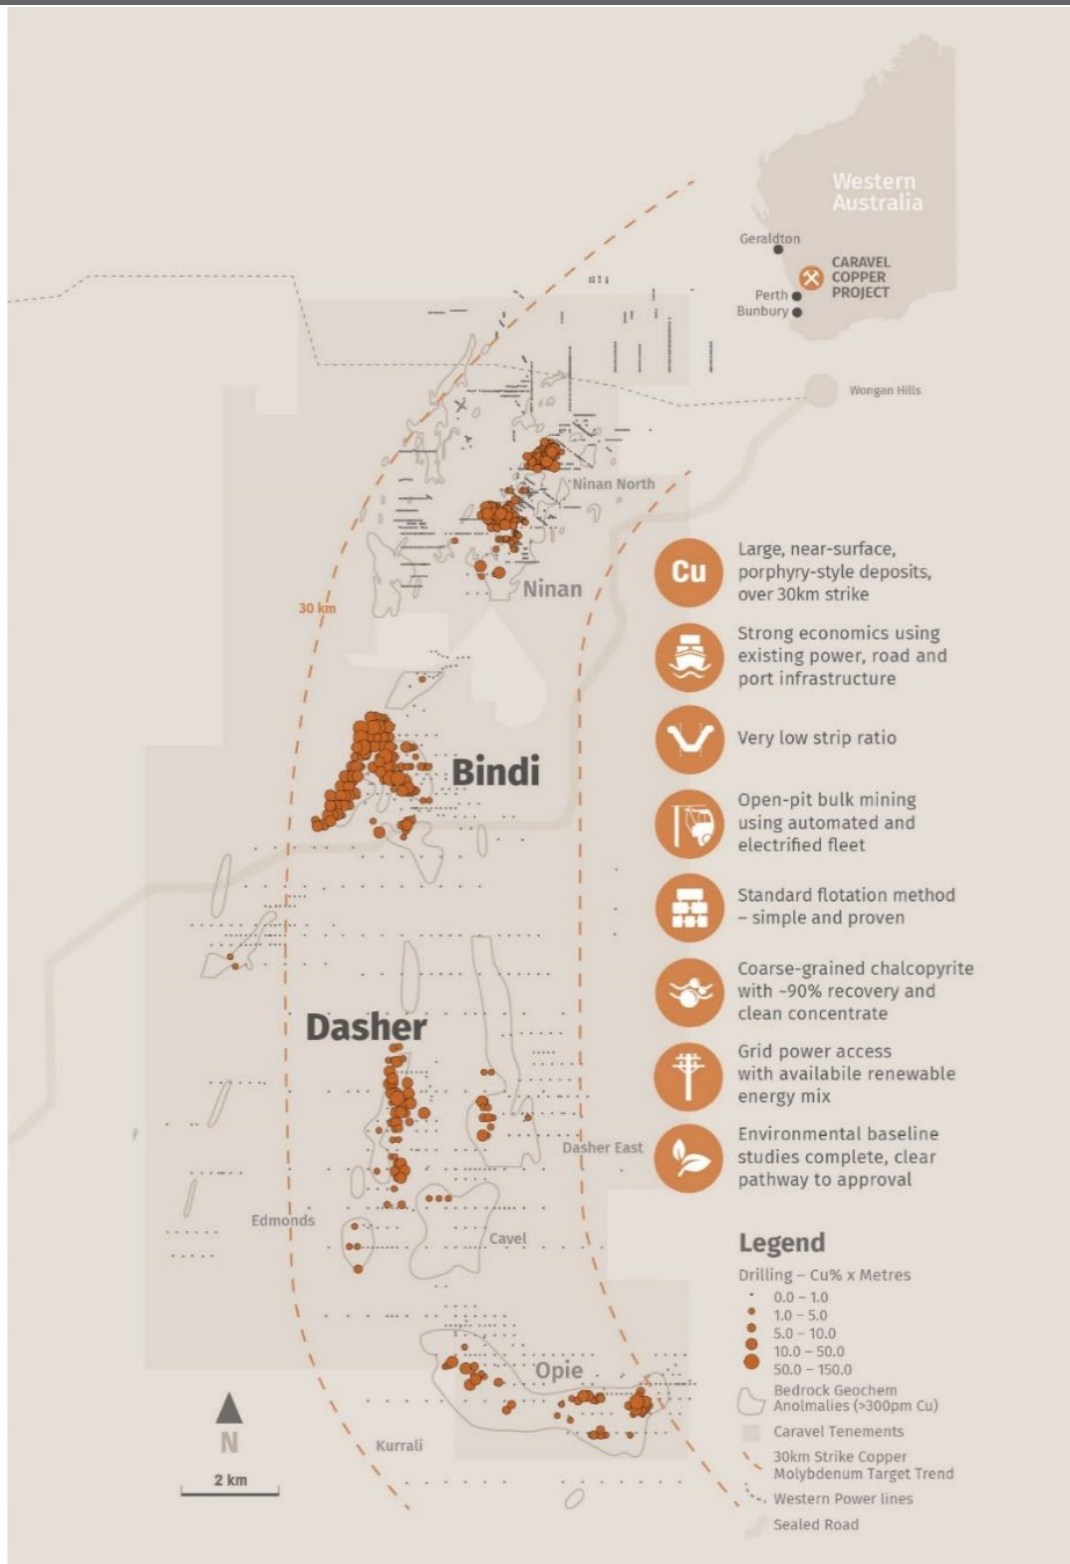 Western
Australia
Geraldton
CARAVEL
COPPER
PROJECT
Perth
Bunbury
Wongan Hills
Ninan North
Ninan
30 km
Bindi
Dasher
Dasher East
Edmonds
Cavel
Opie
Kurrali
N
2 km
Cu
Large, near-surface,
porphyry-style deposits,
over 30km strike
Strong economics using
existing power, road and
port infrastructure
Very low strip ratio
Open-pit bulk mining
using automated and
electrified fleet
Standard flotation method
– simple and proven
Coarse-grained chalcopyrite
with ~90% recovery and
clean concentrate
Grid power access
with availabile renewable
energy mix
Environmental baseline
studies complete, clear
pathway to approval
Legend
Drilling – Cu% x Metres
0.0 – 1.0
1.0 – 5.0
5.0 – 10.0
10.0 – 50.0
50.0 – 150.0
Bedrock Geochem
Anolmalies (>300pm Cu)
Caravel Tenements
30km Strike Copper
Molybdenum Target Trend
Western Power lines
Sealed Road